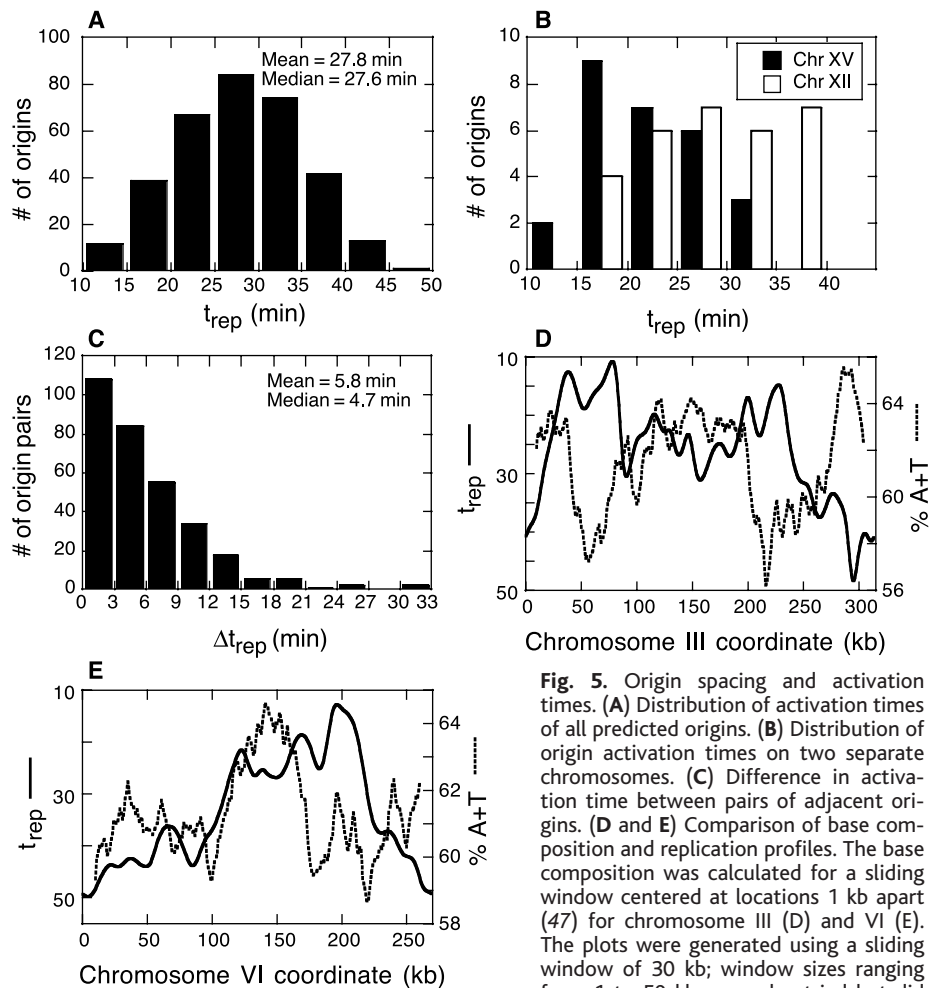 A
100
80
60
40
20
0
Mean = 27.8 min
Median = 27.6 min
# of origins
10 15 20 25 30 35 40 45 50
t_rep (min)
B
10
8
6
4
2
0
Chr XV
Chr XII
# of origins
10 15 20 25 30 35 40
t_rep (min)
C
120
100
80
60
40
20
0
Mean = 5.8 min
Median = 4.7 min
# of origin pairs
0 3 6 9 12 15 18 21 24 27 30 33
Δt_rep (min)
D
10
30
50
t_rep
64
60
56
% A+T
0 50 100 150 200 250 300
Chromosome III coordinate (kb)
E
10
30
50
t_rep
64
62
60
58
% A+T
0 50 100 150 200 250
Chromosome VI coordinate (kb)
Fig. 5. Origin spacing and activation
times. (A) Distribution of activation times
of all predicted origins. (B) Distribution of
origin activation times on two separate
chromosomes. (C) Difference in activa-
tion time between pairs of adjacent ori-
gins. (D and E) Comparison of base com-
position and replication profiles. The base
composition was calculated for a sliding
window centered at locations 1 kb apart
(47) for chromosome III (D) and VI (E).
The plots were generated using a sliding
window of 30 kb; window sizes ranging